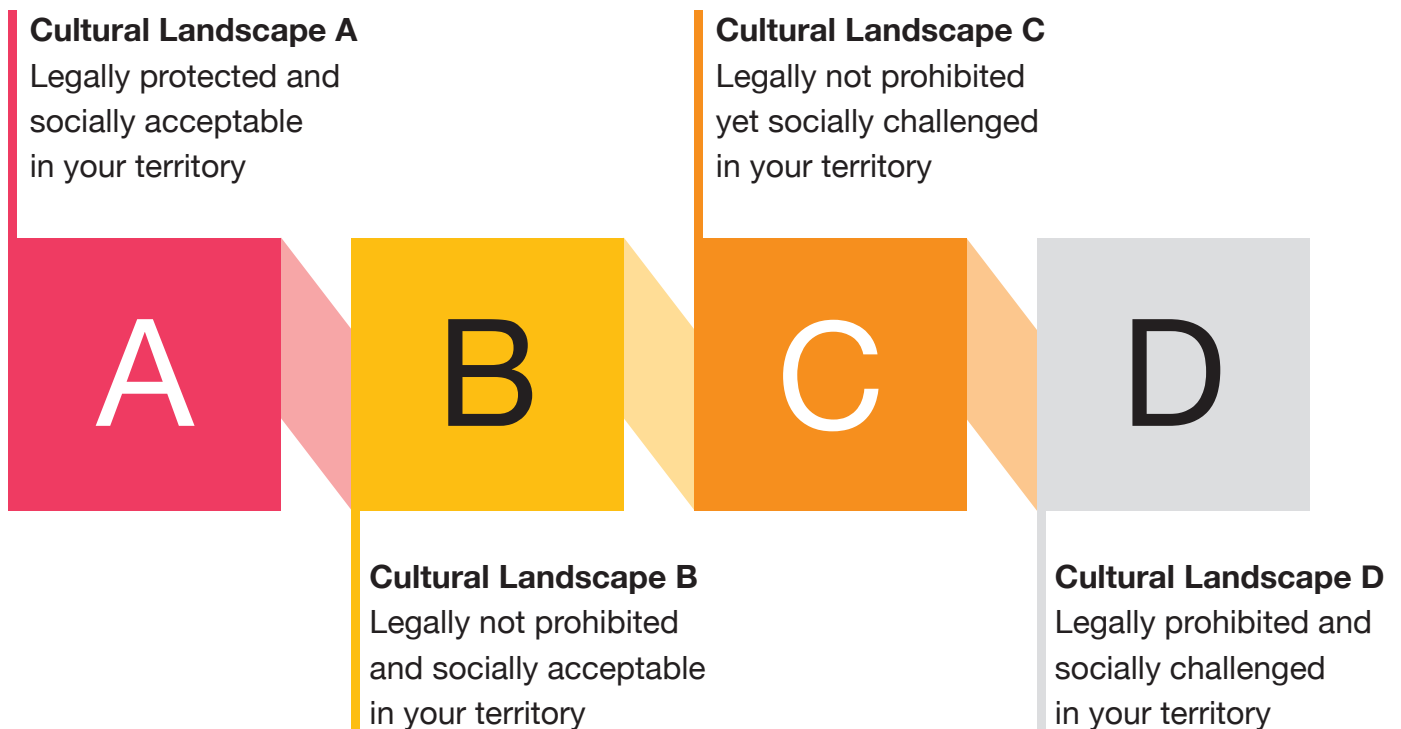 Cultural Landscape A
Legally protected and
socially acceptable
in your territory
Cultural Landscape C
Legally not prohibited
yet socially challenged
in your territory
A
B
C
D
Cultural Landscape B
Legally not prohibited
and socially acceptable
in your territory
Cultural Landscape D
Legally prohibited and
socially challenged
in your territory